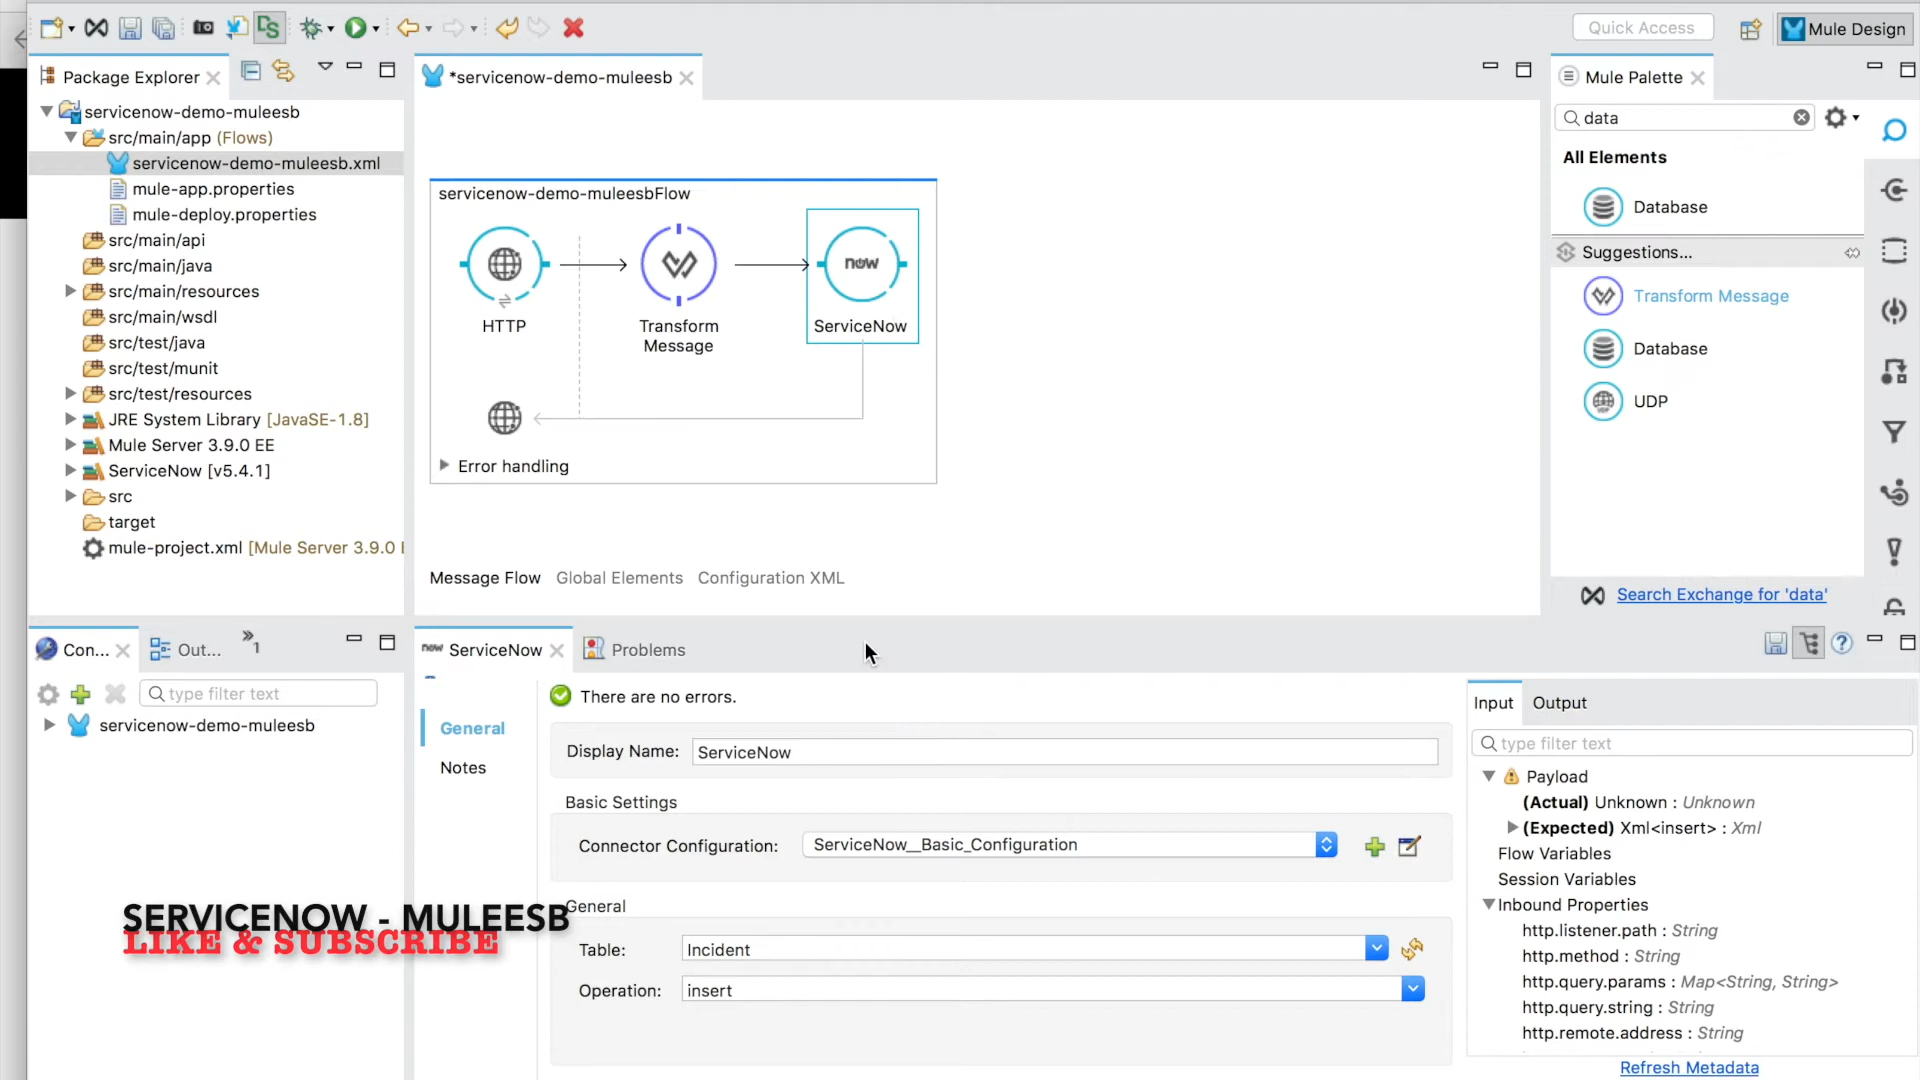 Quick Access
Mule Design
Package Explorer
*servicenow-demo-muleesb
Mule Palette
servicenow-demo-muleesb
src/main/app (Flows)
servicenow-demo-muleesb.xml
mule-app.properties
mule-deploy.properties
src/main/api
src/main/java
src/main/resources
src/main/wsdl
src/test/java
src/test/munit
src/test/resources
JRE System Library [JavaSE-1.8]
Mule Server 3.9.0 EE
ServiceNow [v5.4.1]
src
target
mule-project.xml [Mule Server 3.9.0 E
servicenow-demo-muleesbFlow
now
HTTP
Transform
Message
ServiceNow
Error handling
Message Flow Global Elements Configuration XML
data
All Elements
Database
Suggestions...
Transform Message
Database
UDP
Search Exchange for 'data'
Con...
Out...
1
type filter text
servicenow-demo-muleesb
now ServiceNow
Problems
General
Notes
There are no errors.
Display Name: ServiceNow
Basic Settings
Connector Configuration: ServiceNow__Basic_Configuration
General
Table: Incident
Operation: insert
Input Output
type filter text
Payload
(Actual) Unknown : Unknown
(Expected) Xml<insert> : Xml
Flow Variables
Session Variables
Inbound Properties
http.listener.path : String
http.method : String
http.query.params : Map<String, String>
http.query.string : String
http.remote.address : String
Refresh Metadata
SERVICENOW - MULEESB
LIKE & SUBSCRIBE